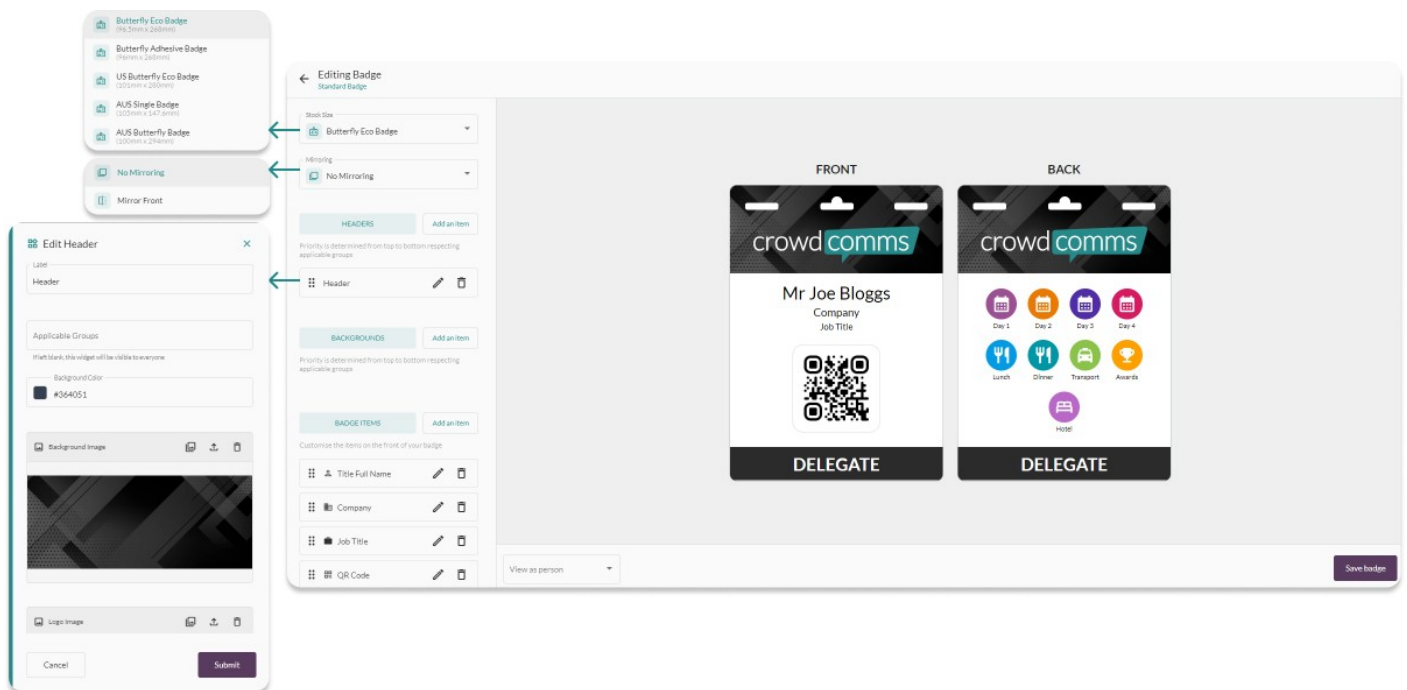 Butterfly Eco Badge
(96.5mm x 268mm)
Butterfly Adhesive Badge
(96mm x 260mm)
US Butterfly Eco Badge
AUS Single Badge
(105mm x 147.6mm)
AUS Butterfly Badge
(100mm x 294mm)
No Mirroring
Mirror Front
Edit Header
Label
Header
Applicable Groups
If left blank, this widget will be visible to everyone
Background Color
#364051
Background Image
Logo Image
Cancel
Submit
Editing Badge
Standard Badge
Stock Size
Butterfly Eco Badge
Mirroring
No Mirroring
HEADERS
Add an item
Priority is determined from top to bottom respecting
applicable groups
Header
BACKGROUNDS
Add an item
Priority is determined from top to bottom respecting
applicable groups
BADGE ITEMS
Add an item
Customise the items on the front of your badge
Title Full Name
Company
Job Title
QR Code
FRONT
crowd comms
Mr Joe Bloggs
Company
Job Title
DELEGATE
BACK
crowd comms
Day 1 Day 2 Day 3 Day 4
Lunch Dinner Transport Awards
Hotel
DELEGATE
View as person
Save badge